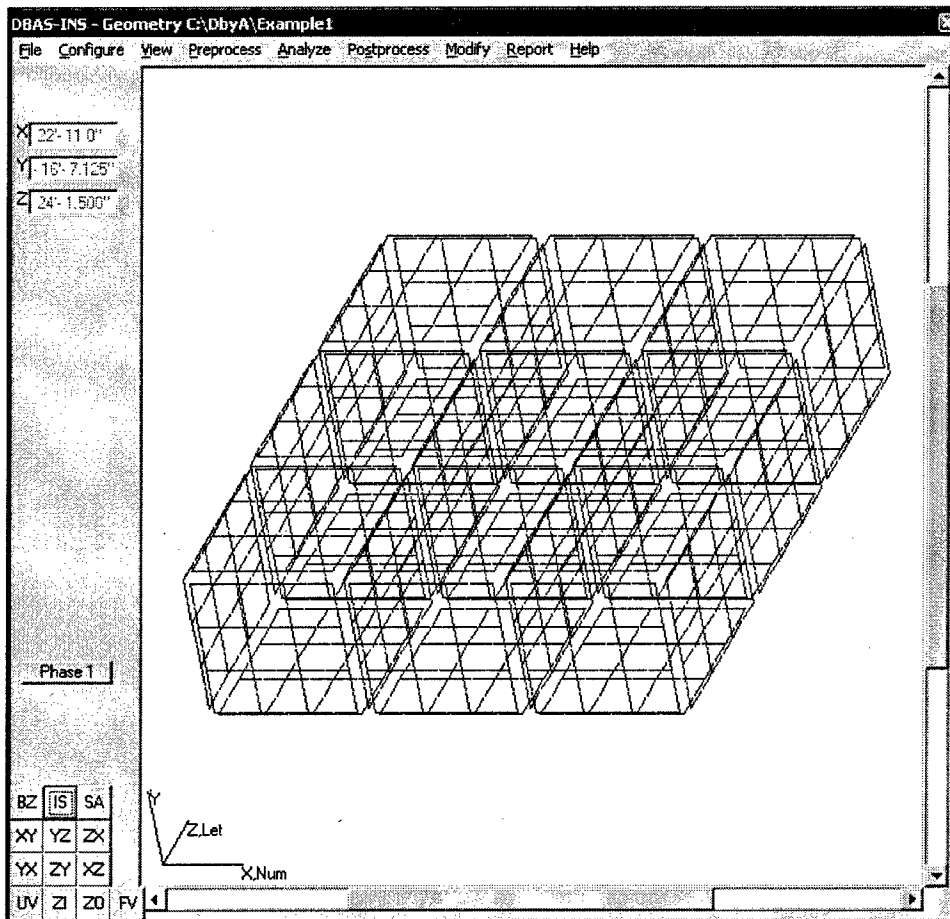 DBAS-INS - Geometry C:\DbyA\Example1
File Configure View Preprocess Analyze Postprocess Modify Report Help
X 22'- 11.0"
Y - 16'- 7.125"
Z 24'- 1.500"
Phase 1
BZ IS SA
XY YZ ZX
YX ZY XZ
UV ZI ZO FV
Y
Z,Let
X,Num